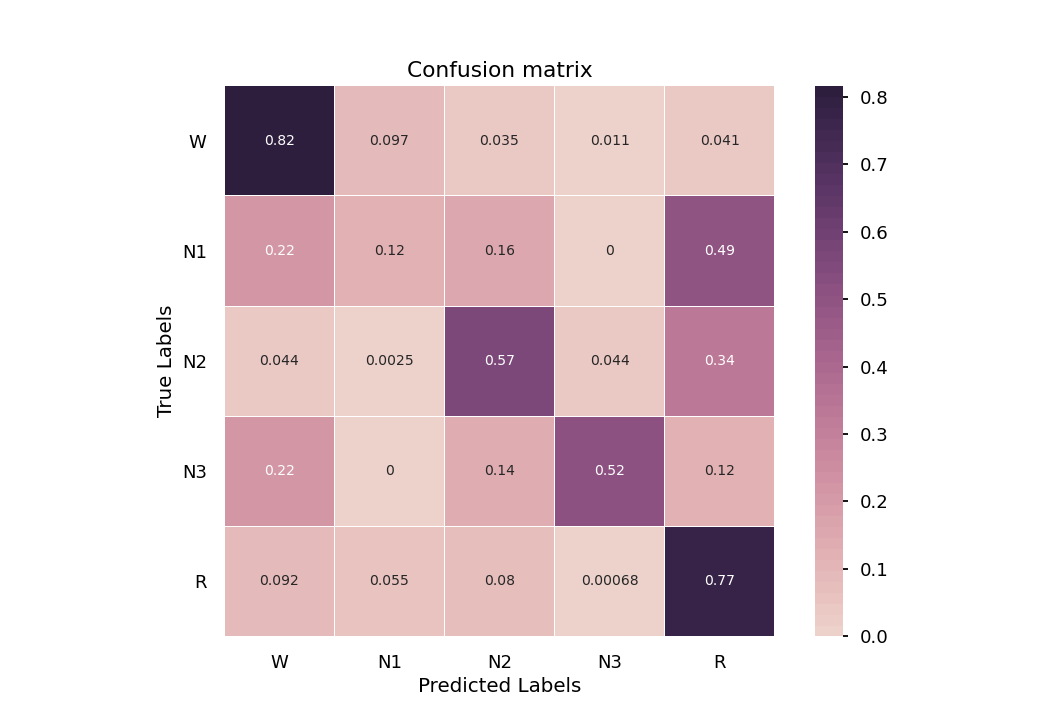 Confusion matrix
W 0.82 0.097 0.035 0.011 0.041
N1 0.22 0.12 0.16 0 0.49
N2 0.044 0.0025 0.57 0.044 0.34
N3 0.22 0 0.14 0.52 0.12
R 0.092 0.055 0.08 0.00068 0.77
W N1 N2 N3 R
Predicted Labels
True Labels
0.8
0.7
0.6
0.5
0.4
0.3
0.2
0.1
0.0